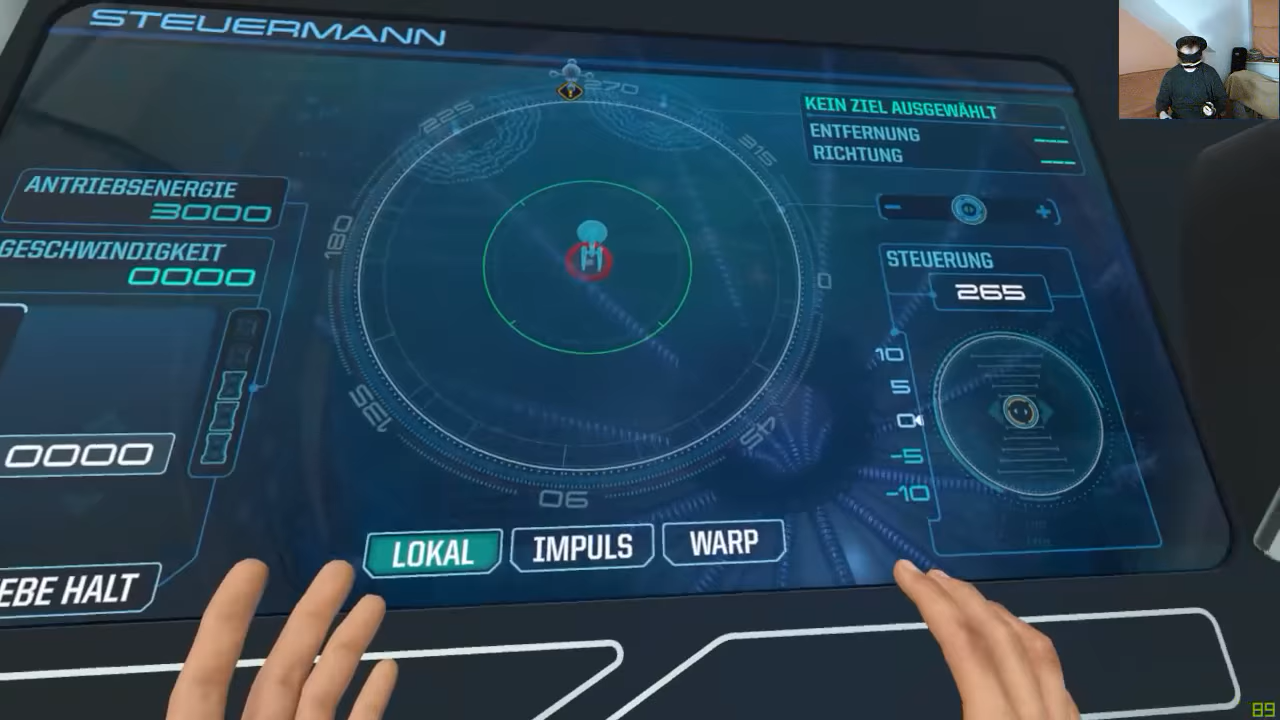 STEUERMANN
270
225
315
180
0
135
45
90
KEIN ZIEL AUSGEWÄHLT
ENTFERNUNG ----
RICHTUNG ---
ANTRIEBSENERGIE
3000
GESCHWINDIGKEIT
0000
0000
EBE HALT
- +
STEUERUNG
265
10
5
0
-5
-10
LOKAL IMPULS WARP
89